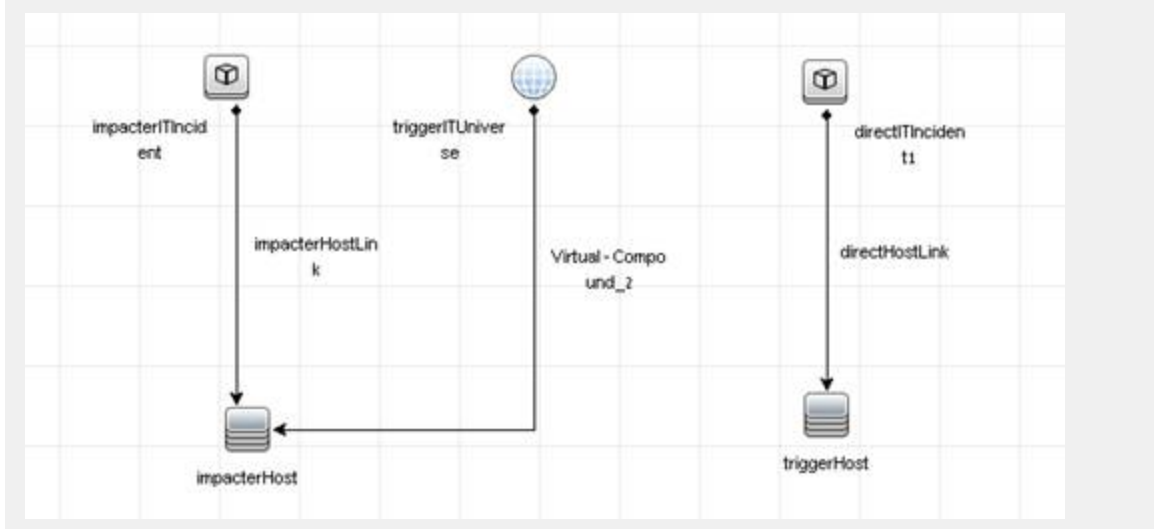 impacterITIncid
ent
triggerITUniver
se
directITInciden
t1
impacterHostLin
k
Virtual - Compo
und_2
directHostLink
impacterHost
triggerHost